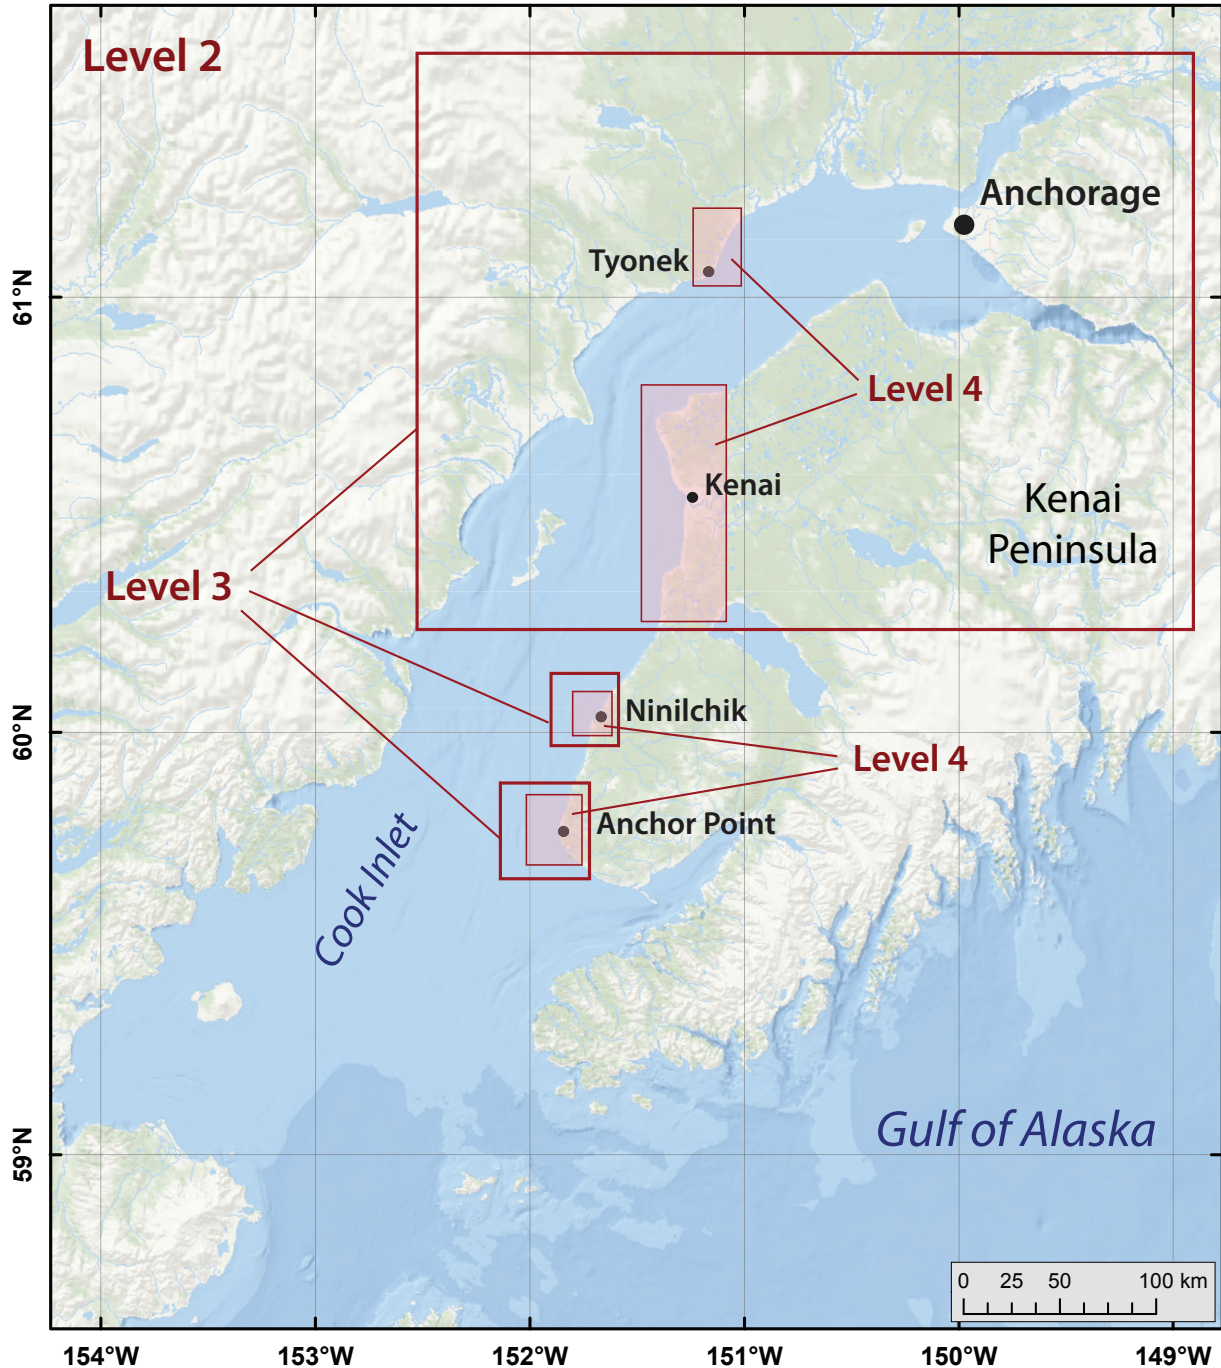 Level 2
Anchorage
Tyonek
61°N
Level 4
Kenai
Kenai
Peninsula
Level 3
Ninilchik
60°N
Level 4
Anchor Point
Cook Inlet
Gulf of Alaska
59°N
0 25 50 100 km
154°W 153°W 152°W 151°W 150°W 149°W